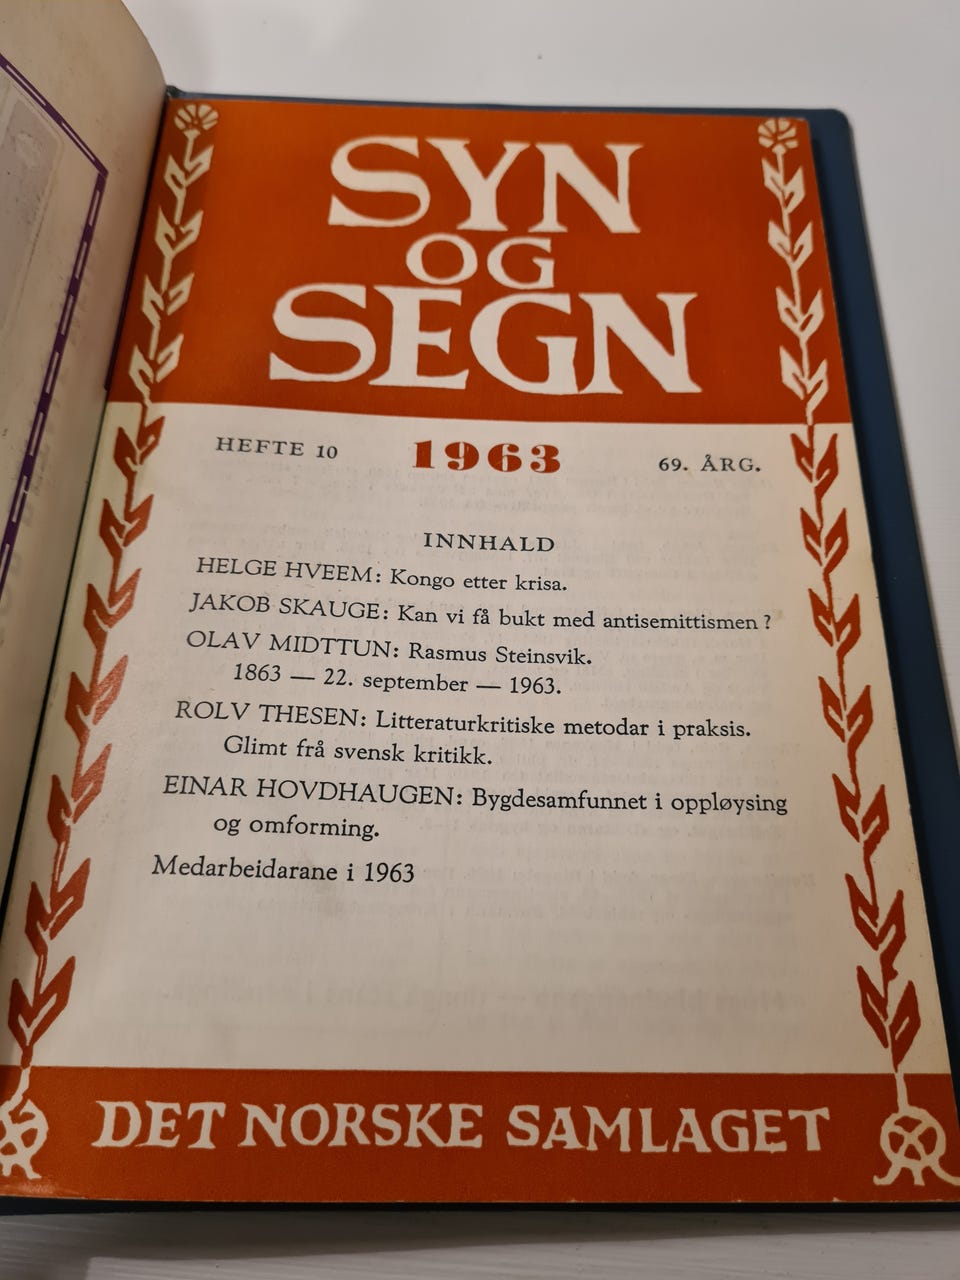 SYN
OG
SEGN
HEFTE 10 1963 69. ÅRG.
INNHALD
HELGE HVEEM: Kongo etter krisa.
JAKOB SKAUGE: Kan vi få bukt med antisemittismen?
OLAV MIDTTUN: Rasmus Steinsvik.
1863 — 22. september — 1963.
ROLV THESEN: Litteraturkritiske metodar i praksis.
Glimt frå svensk kritikk.
EINAR HOVDHAUGEN: Bygdesamfunnet i oppløysing
og omforming.
Medarbeidarane i 1963
DET NORSKE SAMLAGET